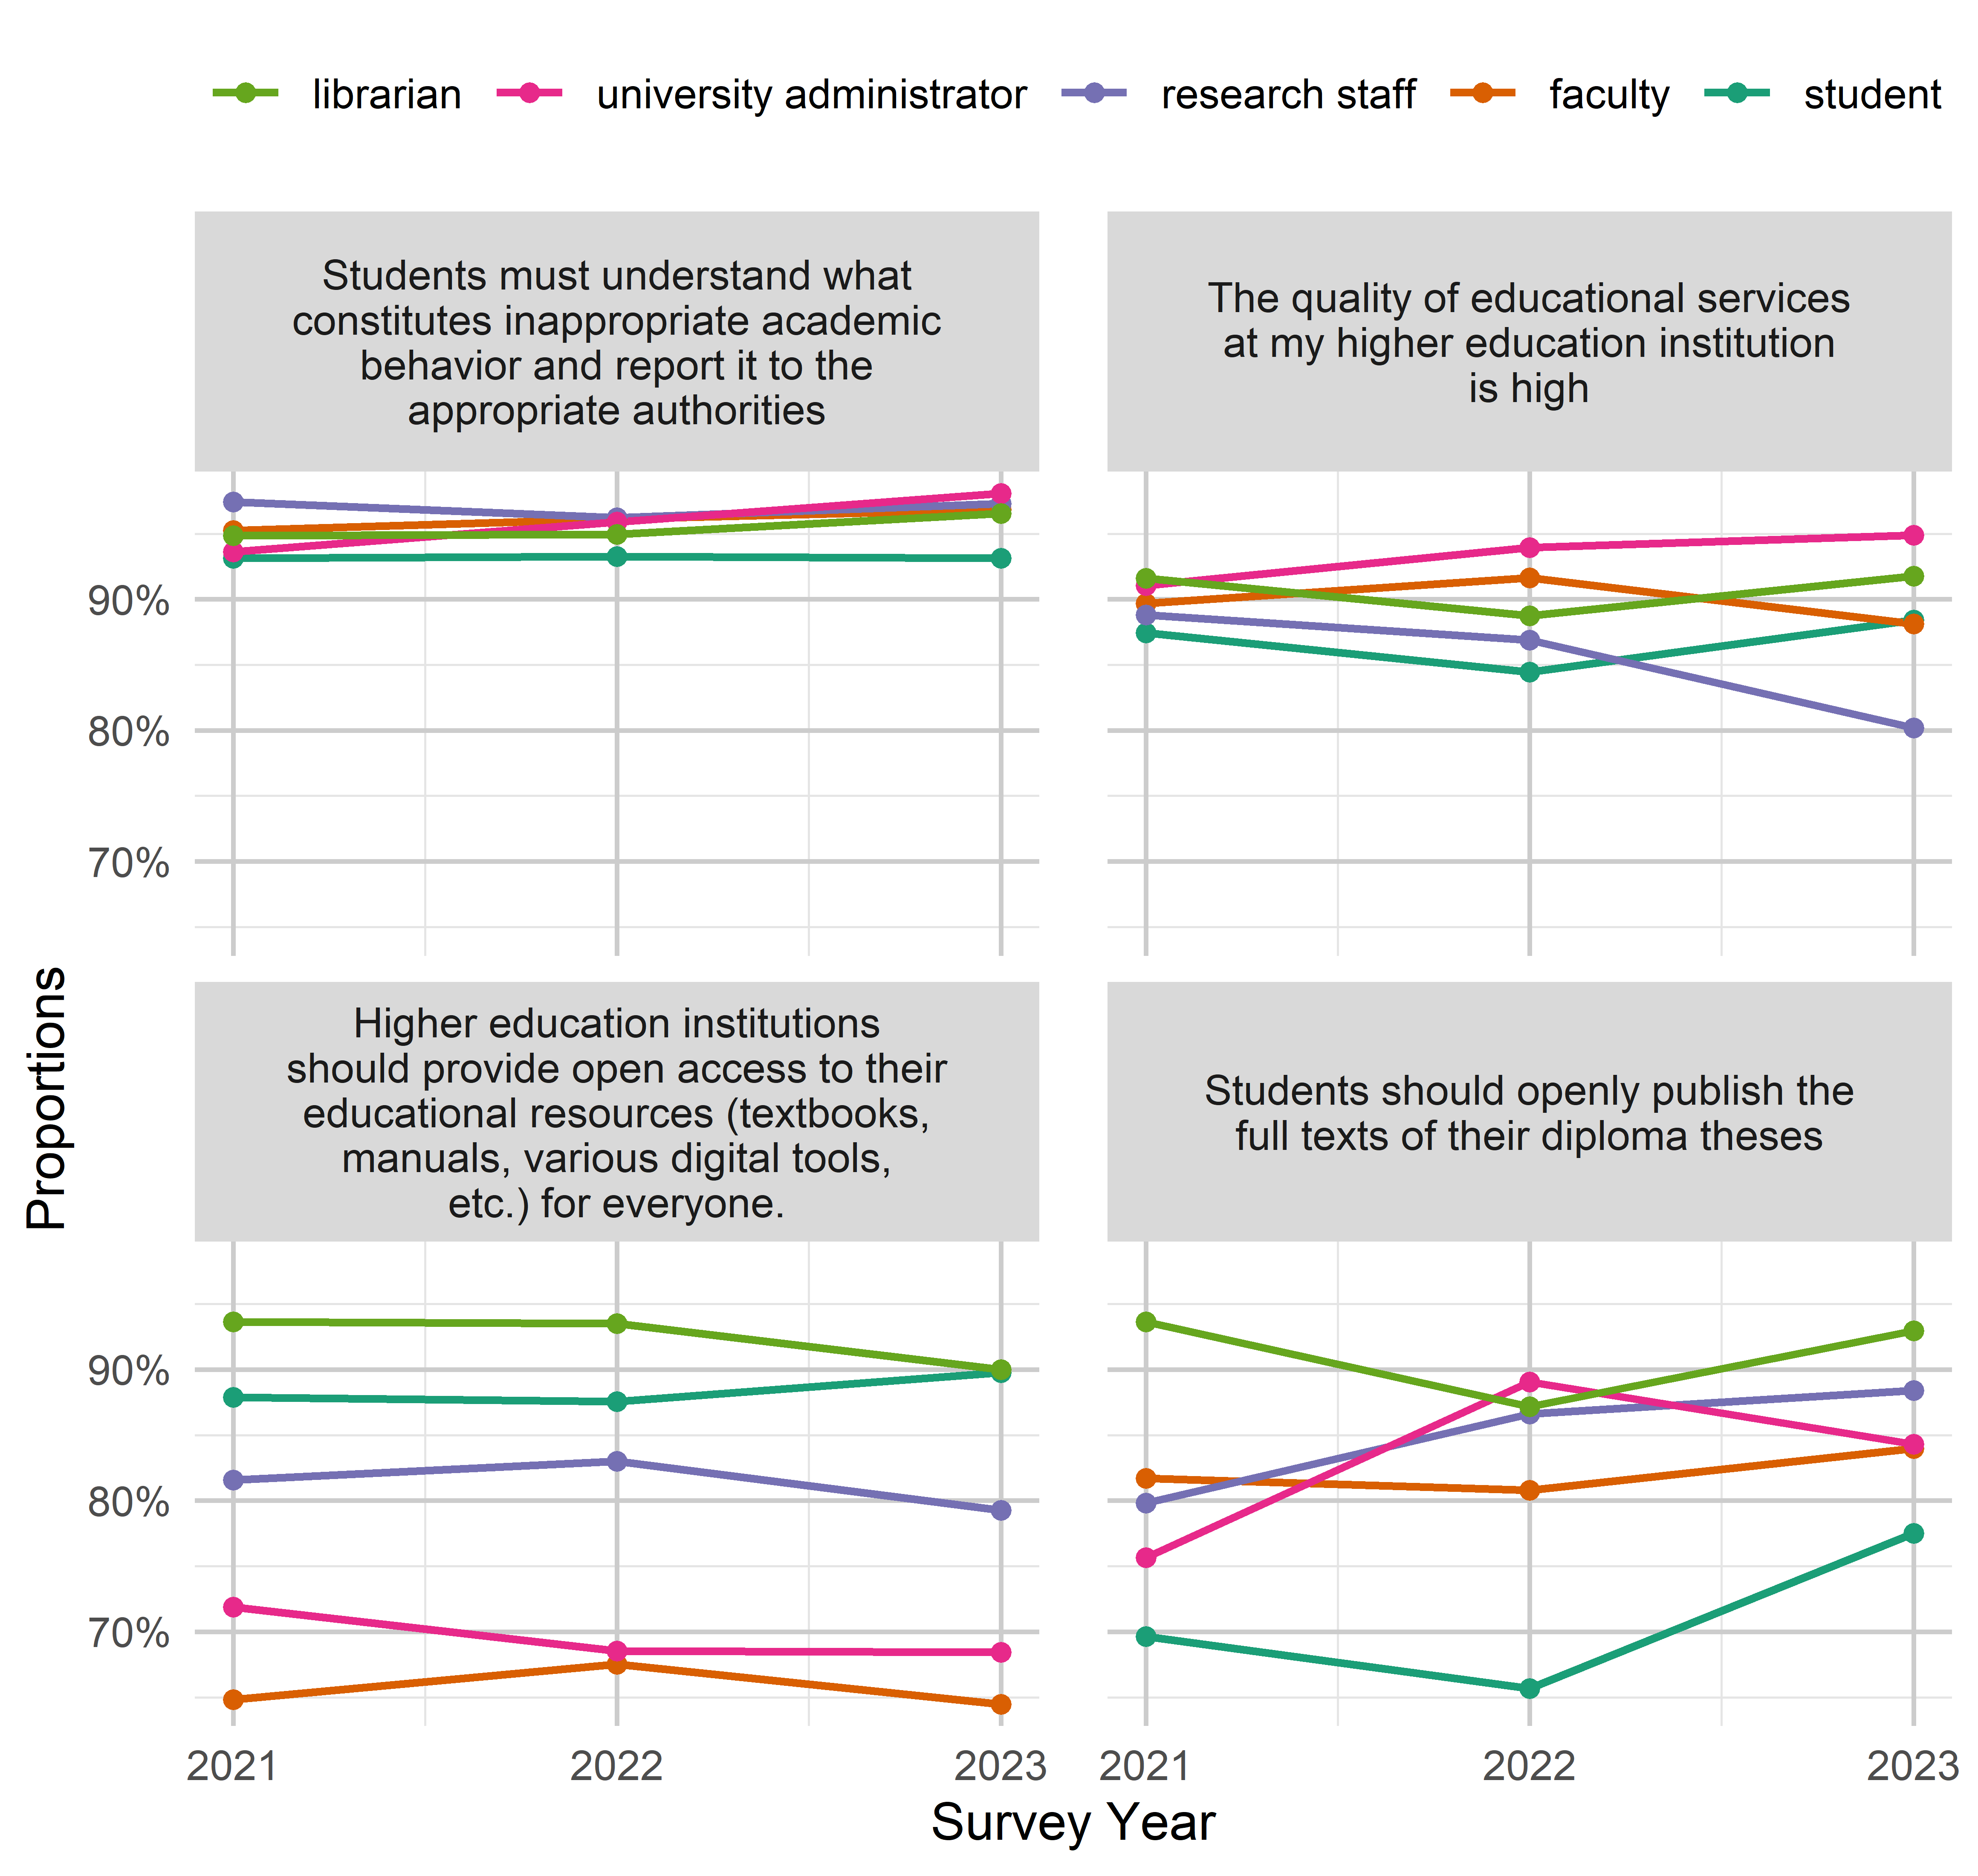 librarian university administrator research staff faculty student
Students must understand what
constitutes inappropriate academic
behavior and report it to the
appropriate authorities
The quality of educational services
at my higher education institution
is high
90%
80%
70%
Proportions
Higher education institutions
should provide open access to their
educational resources (textbooks,
manuals, various digital tools,
etc.) for everyone.
Students should openly publish the
full texts of their diploma theses
90%
80%
70%
2021 2022 2023 2021 2022 2023
Survey Year